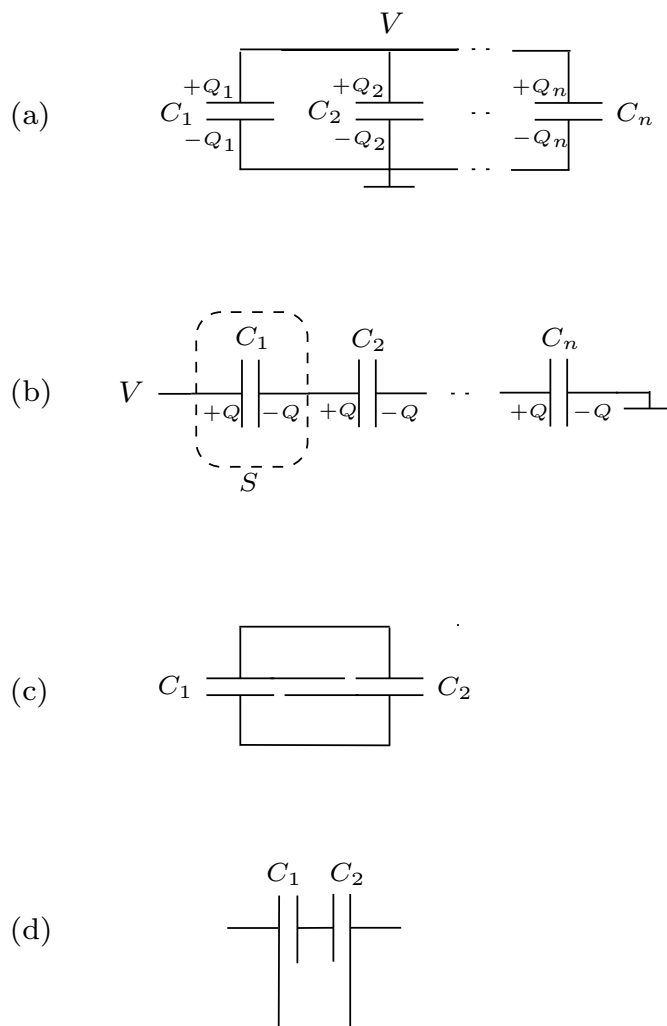 V
+Q₁ +Q₂ +Qₙ
(a) C₁ C₂ · · Cₙ
−Q₁ −Q₂ −Qₙ
· ·
C₁ C₂ Cₙ
(b) V · ·
+Q −Q +Q −Q +Q −Q
S
(c) C₁ C₂
C₁ C₂
(d)